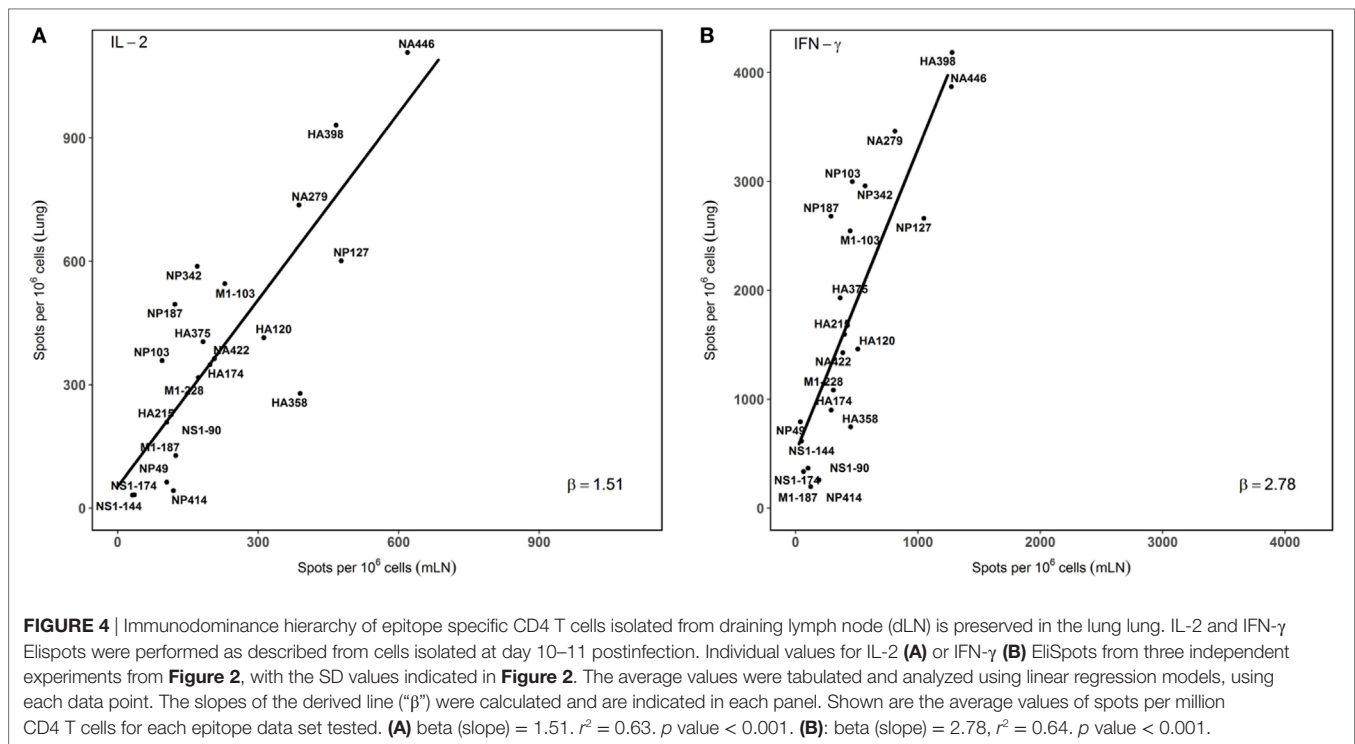 A
IL – 2
NA446
HA398
NA279
NP127
NP342
M1-103
NP187
HA375
HA120
NP103
NA422
HA174
M1-228
HA358
HA215
NS1-90
M1-187
NP49
NS1-174
NP414
NS1-144
β = 1.51
900
600
300
0
0 300 600 900
Spots per 10⁶ cells (Lung)
Spots per 10⁶ cells (mLN)
B
IFN – γ
HA398
NA446
NA279
NP103
NP342
NP187
NP127
M1-103
HA375
HA215
HA120
NA422
M1-228
HA174
HA358
NP49
NS1-144
NS1-90
NS1-174
M1-187
NP414
β = 2.78
4000
3000
2000
1000
0
0 1000 2000 3000 4000
Spots per 10⁶ cells (Lung)
Spots per 10⁶ cells (mLN)
FIGURE 4 | Immunodominance hierarchy of epitope specific CD4 T cells isolated from draining lymph node (dLN) is preserved in the lung lung. IL-2 and IFN-γ
Elispots were performed as described from cells isolated at day 10–11 postinfection. Individual values for IL-2 (A) or IFN-γ (B) EliSpots from three independent
experiments from Figure 2, with the SD values indicated in Figure 2. The average values were tabulated and analyzed using linear regression models, using
each data point. The slopes of the derived line (“β”) were calculated and are indicated in each panel. Shown are the average values of spots per million
CD4 T cells for each epitope data set tested. (A) beta (slope) = 1.51. r² = 0.63. p value < 0.001. (B): beta (slope) = 2.78, r² = 0.64. p value < 0.001.